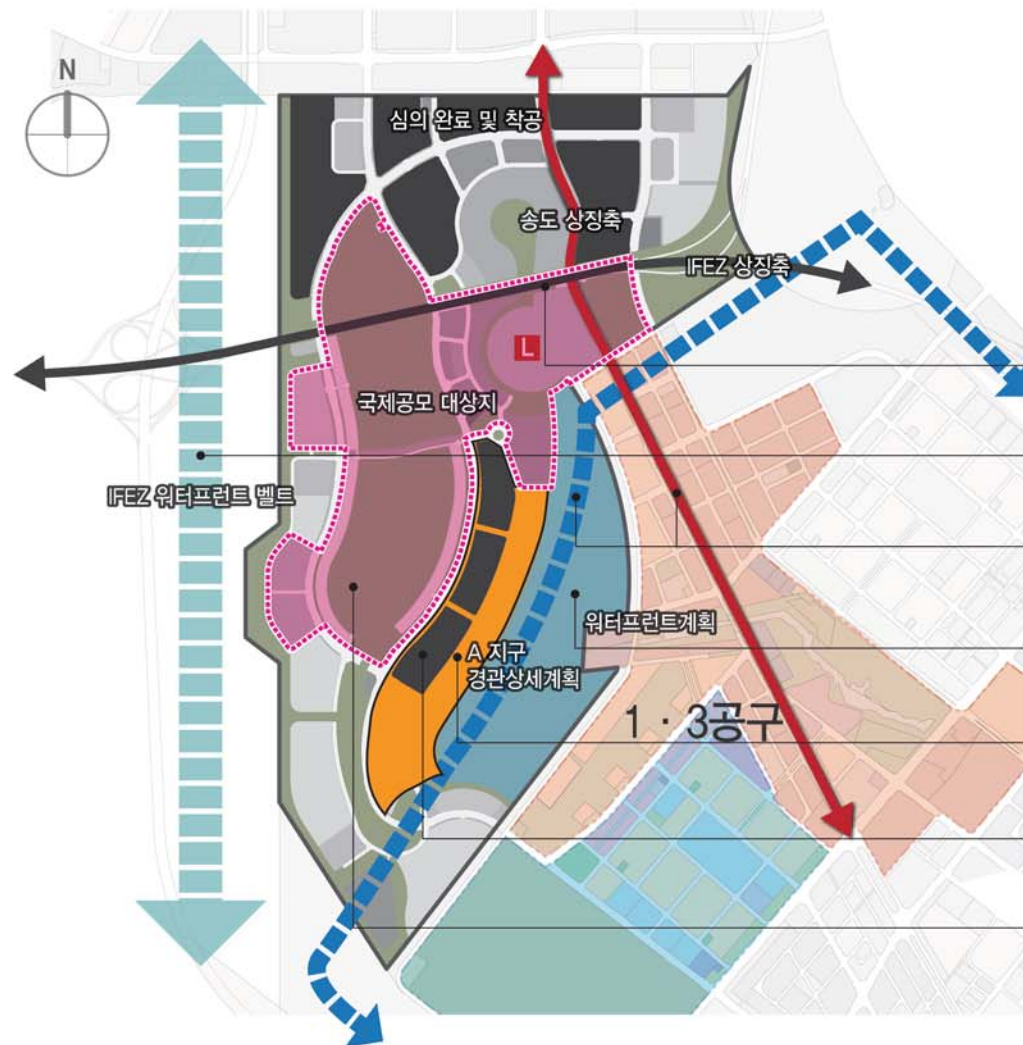 N
심의 완료 및 착공
송도 상징축
IFEZ 상징축
L
국제공모 대상지
IFEZ 워터프런트 벨트
워터프런트계획
A 지구
경관상세계획
1 · 3공구